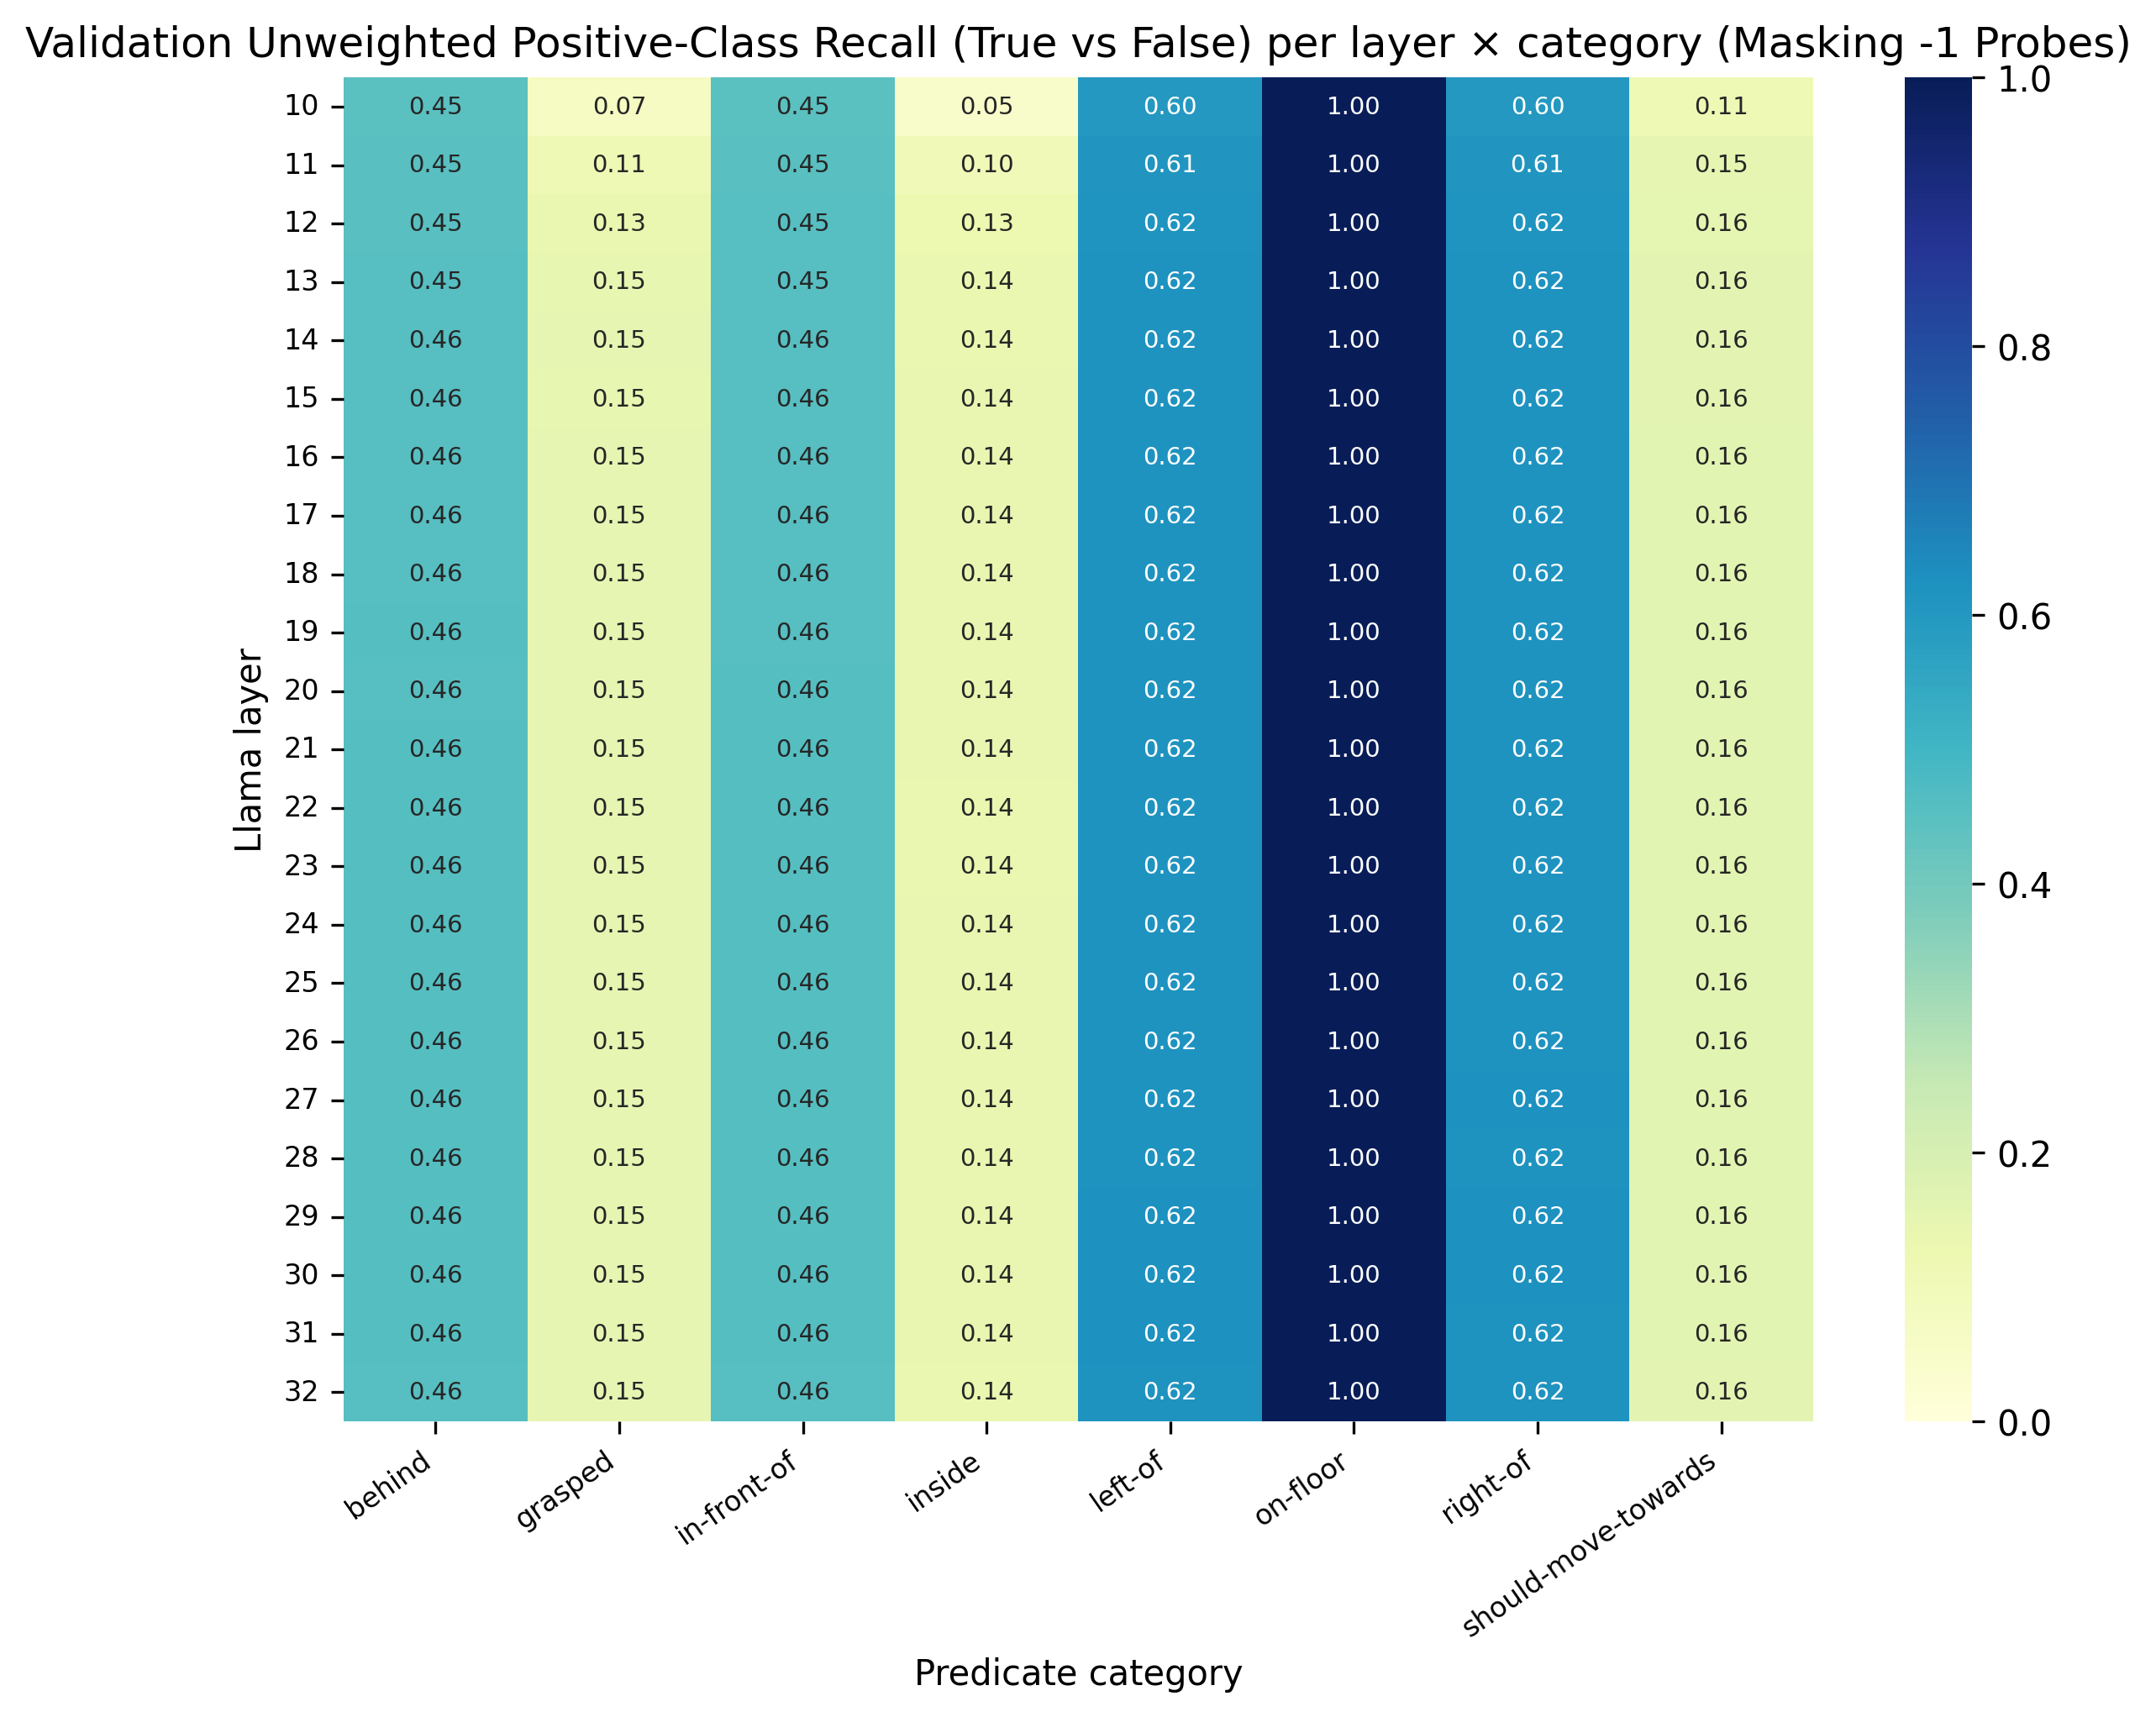 Validation Unweighted Positive-Class Recall (True vs False) per layer × category (Masking -1 Probes)
10 0.45 0.07 0.45 0.05 0.60 1.00 0.60 0.11
11 0.45 0.11 0.45 0.10 0.61 1.00 0.61 0.15
12 0.45 0.13 0.45 0.13 0.62 1.00 0.62 0.16
13 0.45 0.15 0.45 0.14 0.62 1.00 0.62 0.16
14 0.46 0.15 0.46 0.14 0.62 1.00 0.62 0.16
15 0.46 0.15 0.46 0.14 0.62 1.00 0.62 0.16
16 0.46 0.15 0.46 0.14 0.62 1.00 0.62 0.16
17 0.46 0.15 0.46 0.14 0.62 1.00 0.62 0.16
18 0.46 0.15 0.46 0.14 0.62 1.00 0.62 0.16
19 0.46 0.15 0.46 0.14 0.62 1.00 0.62 0.16
20 0.46 0.15 0.46 0.14 0.62 1.00 0.62 0.16
21 0.46 0.15 0.46 0.14 0.62 1.00 0.62 0.16
22 0.46 0.15 0.46 0.14 0.62 1.00 0.62 0.16
23 0.46 0.15 0.46 0.14 0.62 1.00 0.62 0.16
24 0.46 0.15 0.46 0.14 0.62 1.00 0.62 0.16
25 0.46 0.15 0.46 0.14 0.62 1.00 0.62 0.16
26 0.46 0.15 0.46 0.14 0.62 1.00 0.62 0.16
27 0.46 0.15 0.46 0.14 0.62 1.00 0.62 0.16
28 0.46 0.15 0.46 0.14 0.62 1.00 0.62 0.16
29 0.46 0.15 0.46 0.14 0.62 1.00 0.62 0.16
30 0.46 0.15 0.46 0.14 0.62 1.00 0.62 0.16
31 0.46 0.15 0.46 0.14 0.62 1.00 0.62 0.16
32 0.46 0.15 0.46 0.14 0.62 1.00 0.62 0.16
Llama layer
behind
grasped
in-front-of
inside
left-of
on-floor
right-of
should-move-towards
Predicate category
1.0
0.8
0.6
0.4
0.2
0.0